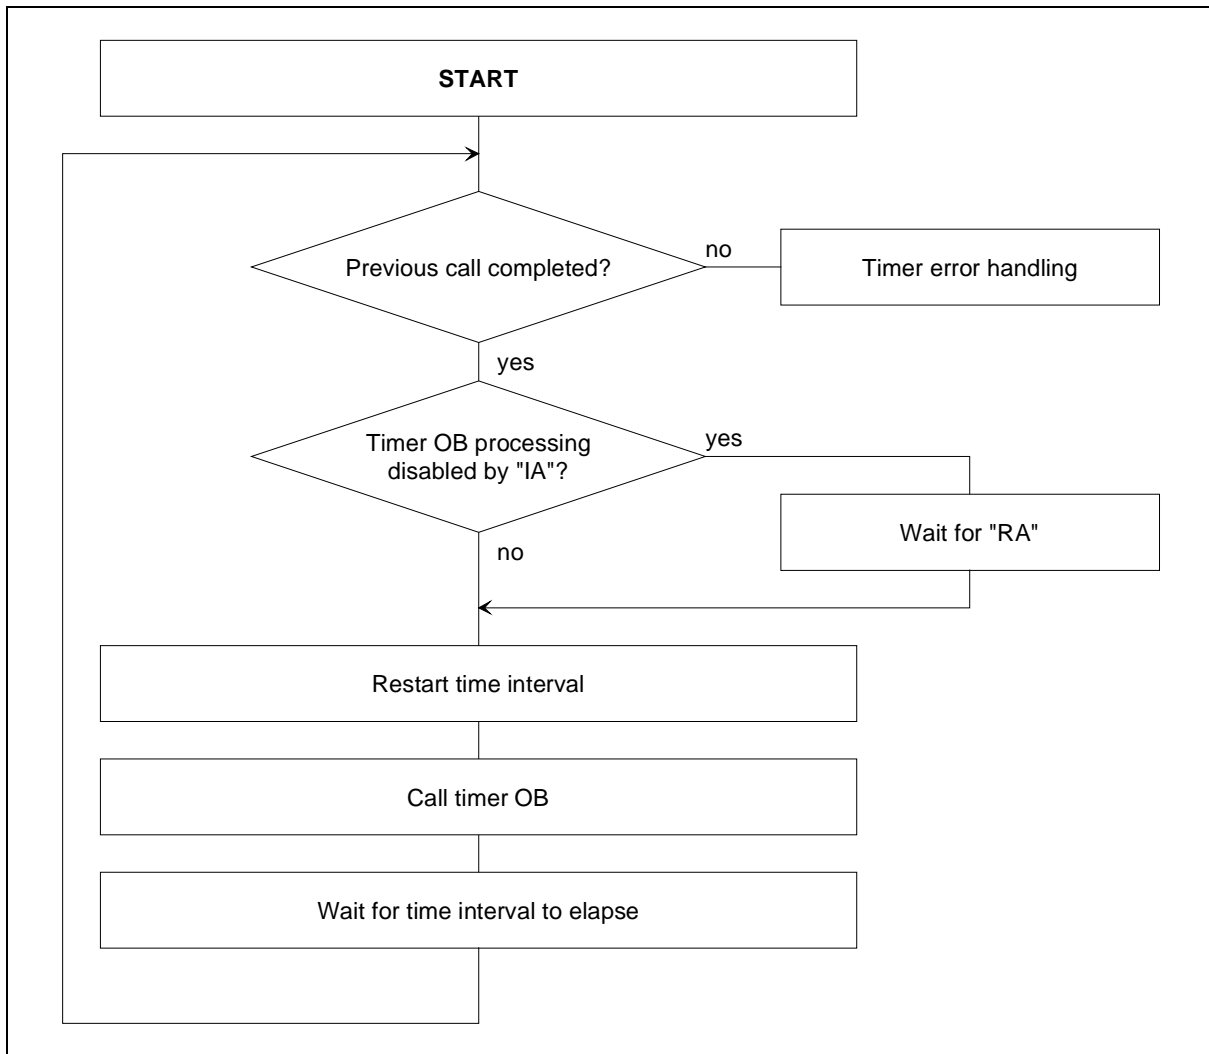 START
Previous call completed?
no
Timer error handling
yes
Timer OB processing
disabled by "IA"?
yes
Wait for "RA"
no
Restart time interval
Call timer OB
Wait for time interval to elapse